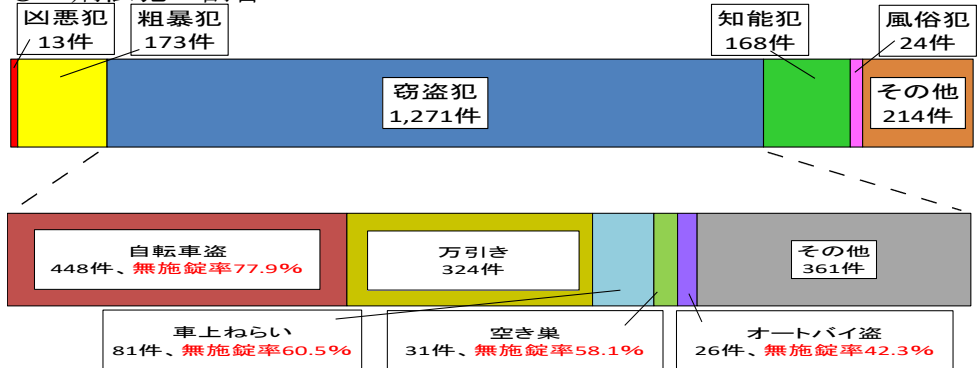 凶悪犯
13件
粗暴犯
173件
知能犯
168件
風俗犯
24件
窃盗犯
1,271件
その他
214件
自転車盗
448件、無施錠率77.9%
万引き
324件
その他
361件
車上ねらい
81件、無施錠率60.5%
空き巣
31件、無施錠率58.1%
オートバイ盗
26件、無施錠率42.3%